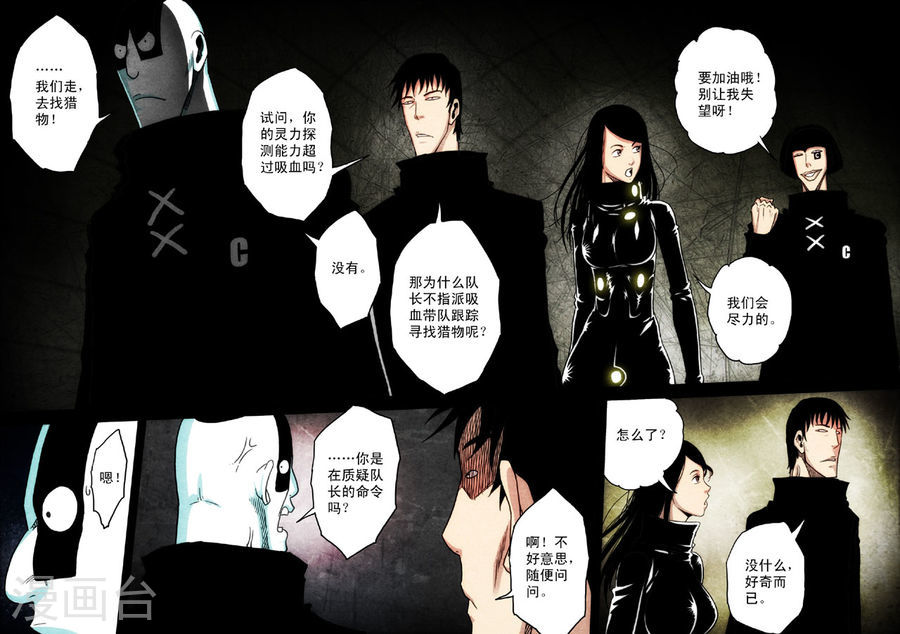 ……
我们走，
去找猎
物！
试问，你
的灵力探
测能力超
过吸血吗？
没有。
那为什么队
长不指派吸
血带队跟踪
寻找猎物呢？
要加油哦！
别让我失
望呀！
我们会
尽力的。
C
C
嗯！
……你是
在质疑队
长的命令
吗？
啊！不
好意思，
随便问
问。
怎么了？
没什么，
好奇而
已。
漫画台